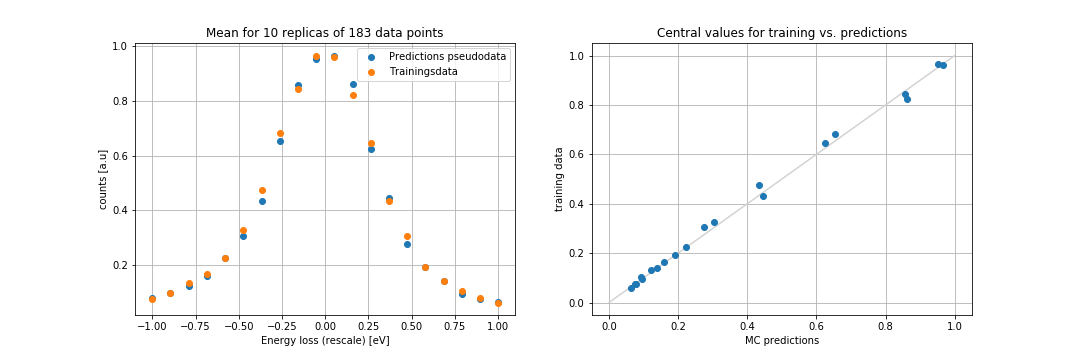 Mean for 10 replicas of 183 data points
counts [a.u]
1.0
0.8
0.6
0.4
0.2
Predictions pseudodata
Trainingsdata
−1.00 −0.75 −0.50 −0.25 0.00 0.25 0.50 0.75 1.00
Energy loss (rescale) [eV]
Central values for training vs. predictions
training data
1.0
0.8
0.6
0.4
0.2
0.0
0.0 0.2 0.4 0.6 0.8 1.0
MC predictions